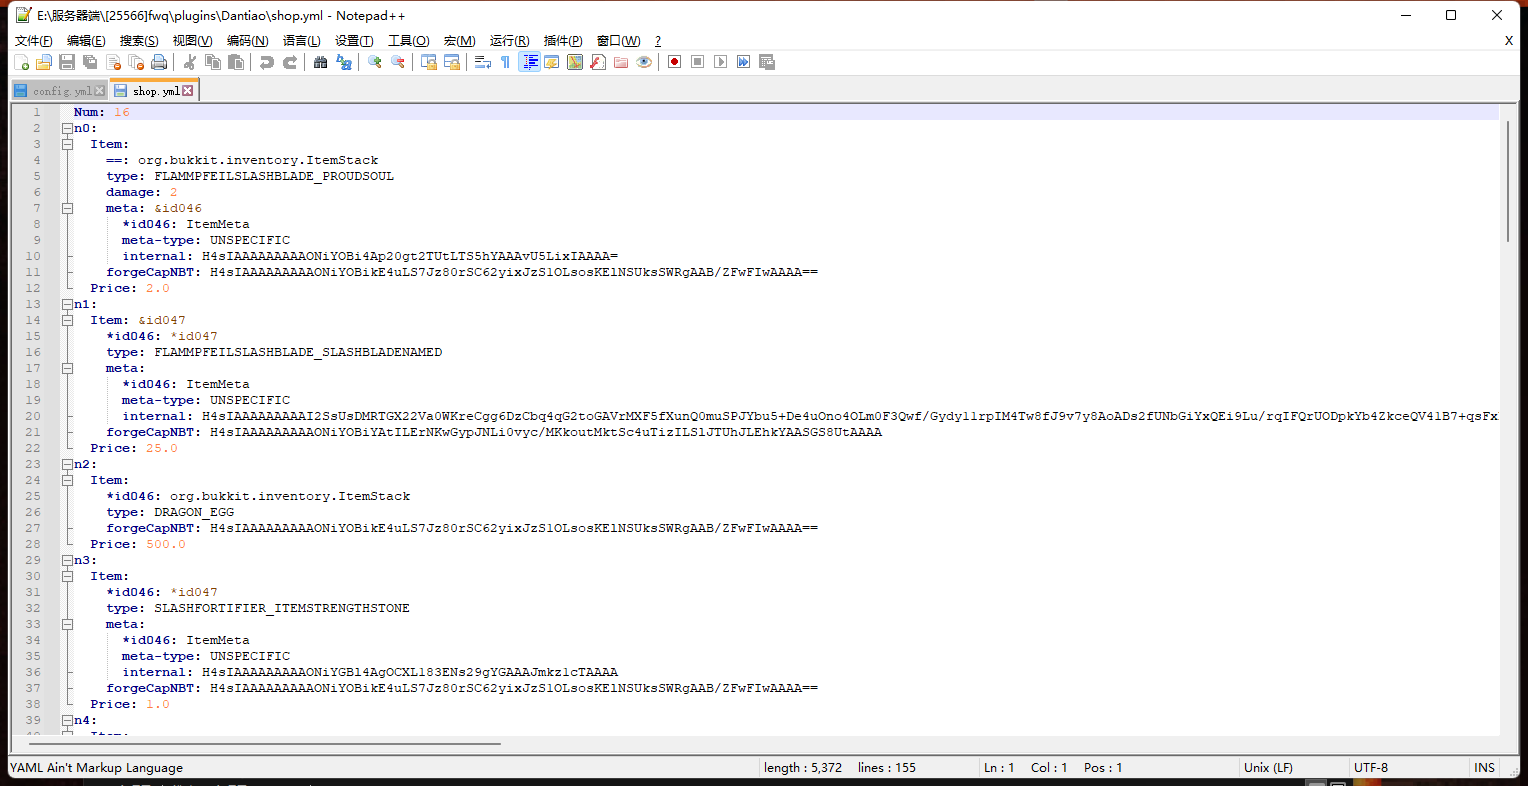 E:\服务器端\[25566]fwq\plugins\Dantiao\shop.yml - Notepad++
文件(F) 编辑(E) 搜索(S) 视图(V) 编码(N) 语言(L) 设置(T) 工具(O) 宏(M) 运行(R) 插件(P) 窗口(W) ? X
config.yml shop.yml
1 Num: 16
2 n0:
3 Item:
4 ==: org.bukkit.inventory.ItemStack
5 type: FLAMMPFEILSLASHBLADE_PROUDSOUL
6 damage: 2
7 meta: &id046
8 *id046: ItemMeta
9 meta-type: UNSPECIFIC
10 internal: H4sIAAAAAAAAAONiYOBi4Ap20gt2TUtLTS5hYAAAvU5LixIAAAA=
11 forgeCapNBT: H4sIAAAAAAAAAONiYOBikE4uLS7Jz80rSC62yixJzS1OLsosKElNSUksSWRgAAB/ZFwFIwAAAA==
12 Price: 2.0
13 n1:
14 Item: &id047
15 *id046: *id047
16 type: FLAMMPFEILSLASHBLADE_SLASHBLADENAMED
17 meta:
18 *id046: ItemMeta
19 meta-type: UNSPECIFIC
20 internal: H4sIAAAAAAAAAI2SsUsDMRTGX22Va0WKreCgg6DzCbq4qG2toGAVrMXF5fXunQ0muSPJYbu5+De4uOno4OLm0F3Qwf/Gydy11rpIM4Tw8fJ9v7y8AoADs2fUNbGiYxQEi9Lu/rqIFQrUODpkYb4ZkceQV41B7+qsFx
21 forgeCapNBT: H4sIAAAAAAAAAONiYOBiYAtILErNKwGypJNLi0vyc/MKkoutMktSc4uTizILSlJTUhJLEhkYAASGS8UtAAAA
22 Price: 25.0
23 n2:
24 Item:
25 *id046: org.bukkit.inventory.ItemStack
26 type: DRAGON_EGG
27 forgeCapNBT: H4sIAAAAAAAAAONiYOBikE4uLS7Jz80rSC62yixJzS1OLsosKElNSUksSWRgAAB/ZFwFIwAAAA==
28 Price: 500.0
29 n3:
30 Item:
31 *id046: *id047
32 type: SLASHFORTIFIER_ITEMSTRENGTHSTONE
33 meta:
34 *id046: ItemMeta
35 meta-type: UNSPECIFIC
36 internal: H4sIAAAAAAAAAONiYGBl4AgOCXL183ENs29gYGAAAJmkz1cTAAAA
37 forgeCapNBT: H4sIAAAAAAAAAONiYOBikE4uLS7Jz80rSC62yixJzS1OLsosKElNSUksSWRgAAB/ZFwFIwAAAA==
38 Price: 1.0
39 n4:
YAML Ain't Markup Language length : 5,372 lines : 155 Ln : 1 Col : 1 Pos : 1 Unix (LF) UTF-8 INS